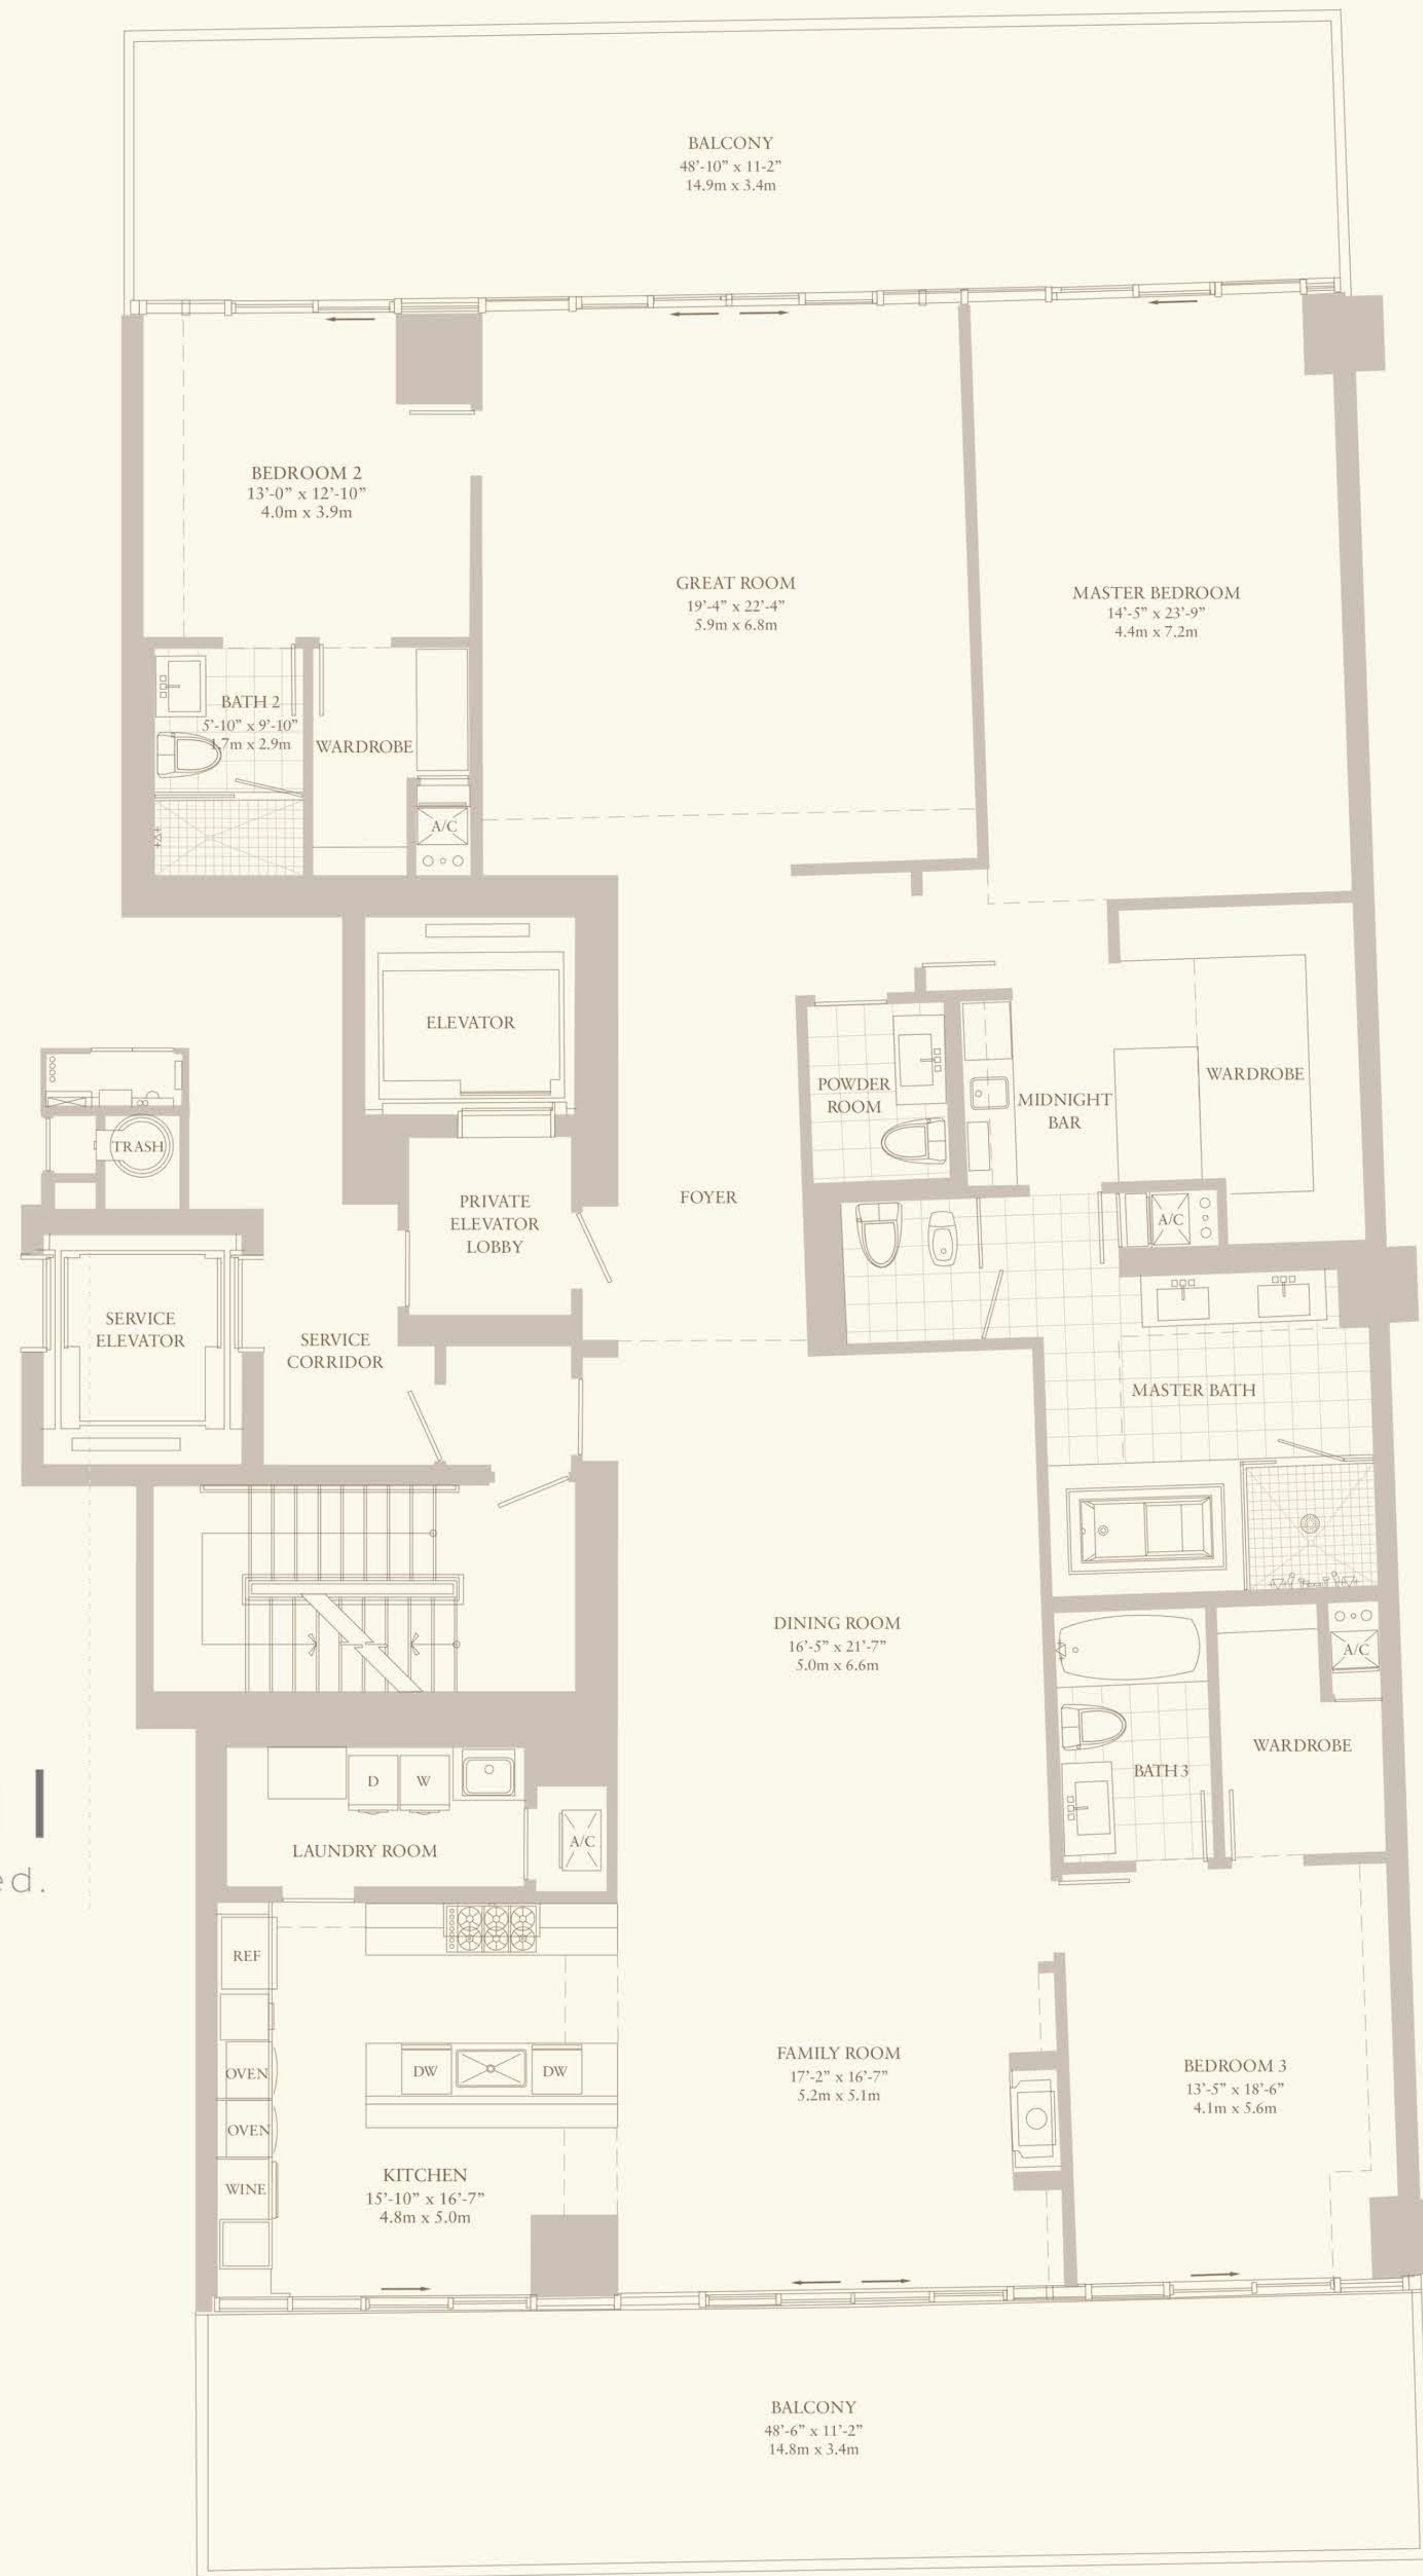 BALCONY
48'-10” x 11-2”
14.9m x 3.4m
BEDROOM 2
13'-0” x 12'-10”
4.0m x 3.9m
GREAT ROOM
19'-4” x 22'-4”
5.9m x 6.8m
MASTER BEDROOM
14'-5” x 23'-9”
4.4m x 7.2m
BATH 2
5'-10” x 9'-10”
1.7m x 2.9m
WARDROBE
A/C
ELEVATOR
POWDER
ROOM
MIDNIGHT
BAR
WARDROBE
TRASH
PRIVATE
ELEVATOR
LOBBY
FOYER
A/C
SERVICE
ELEVATOR
SERVICE
CORRIDOR
MASTER BATH
DINING ROOM
16'-5” x 21'-7”
5.0m x 6.6m
A/C
WARDROBE
BATH 3
D
W
LAUNDRY ROOM
A/C
ed.
REF
OVEN
OVEN
WINE
DW
DW
KITCHEN
15'-10” x 16'-7”
4.8m x 5.0m
FAMILY ROOM
17'-2” x 16'-7”
5.2m x 5.1m
BEDROOM 3
13'-5” x 18'-6”
4.1m x 5.6m
BALCONY
48'-6” x 11'-2”
14.8m x 3.4m